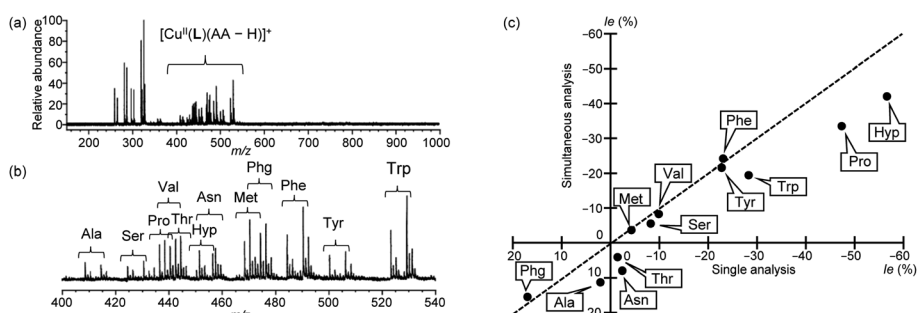 (a)
[Cuᴵᴵ(L)(AA − H)]⁺
Relative abundance
100
80
60
40
20
0
200 300 400 500 600 700 800 900 1000
m/z
(b)
Ala
Ser
Pro
Val
Thr
Hyp
Asn
Met
Phg
Phe
Tyr
Trp
400 420 440 460 480 500 520 540
m/z
(c)
Ie (%)
Simultaneous analysis
−60
−40
−30
−20
−10
0
10
20
20 10 0 −10 −20 −30 −40 −50 −60
Single analysis
Ie (%)
Phe
Hyp
Pro
Val
Trp
Tyr
Met
Ser
Phg
Thr
Ala
Asn